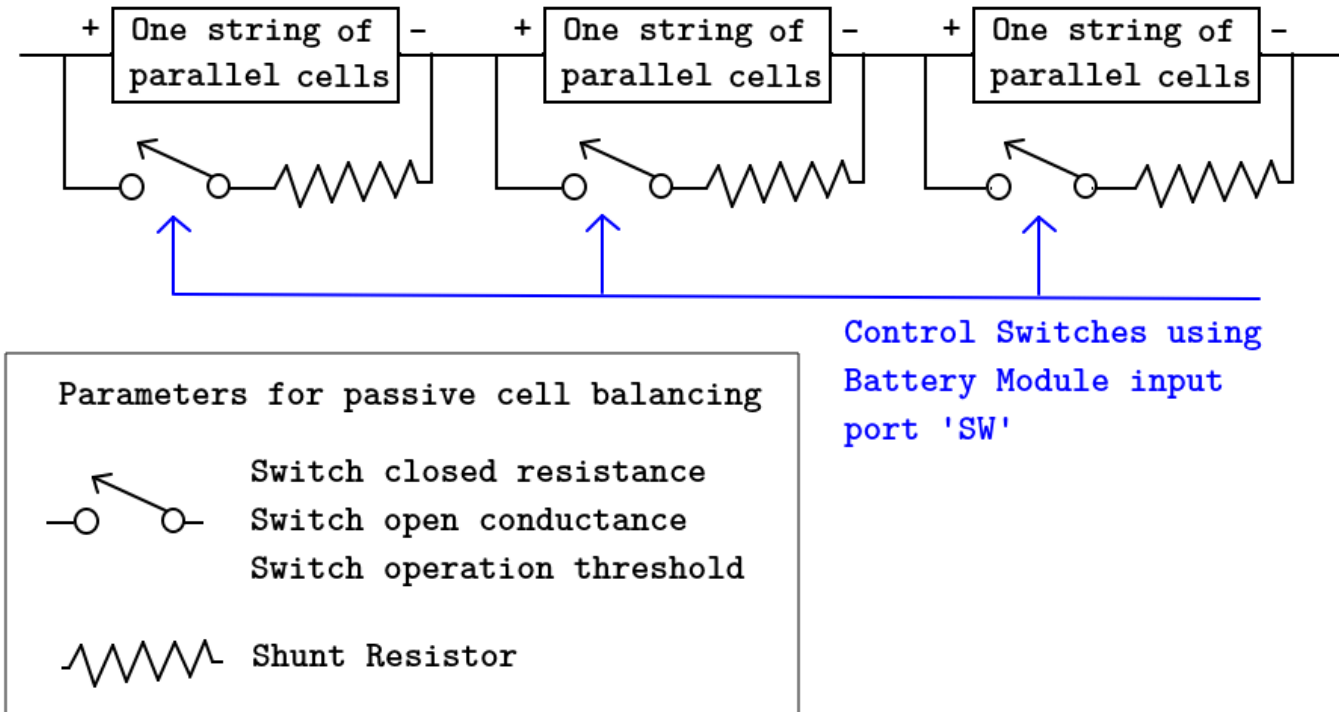 + One string of -
parallel cells
+ One string of -
parallel cells
+ One string of -
parallel cells
Control Switches using
Battery Module input
port 'SW'
Parameters for passive cell balancing
Switch closed resistance
Switch open conductance
Switch operation threshold
Shunt Resistor